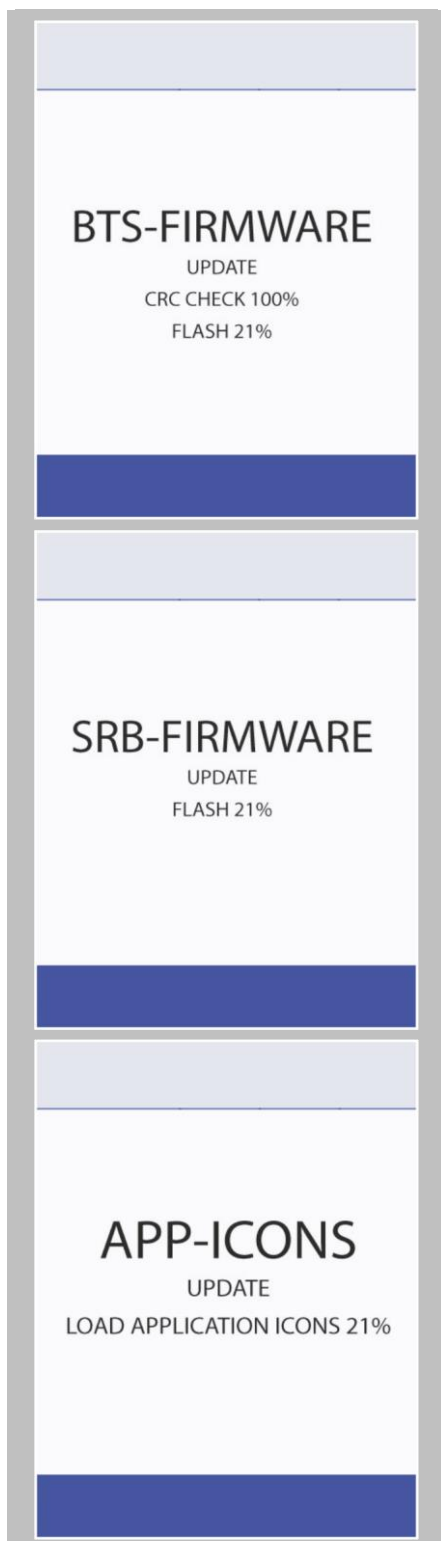 BTS-FIRMWARE
UPDATE
CRC CHECK 100%
FLASH 21%
SRB-FIRMWARE
UPDATE
FLASH 21%
APP-ICONS
UPDATE
LOAD APPLICATION ICONS 21%